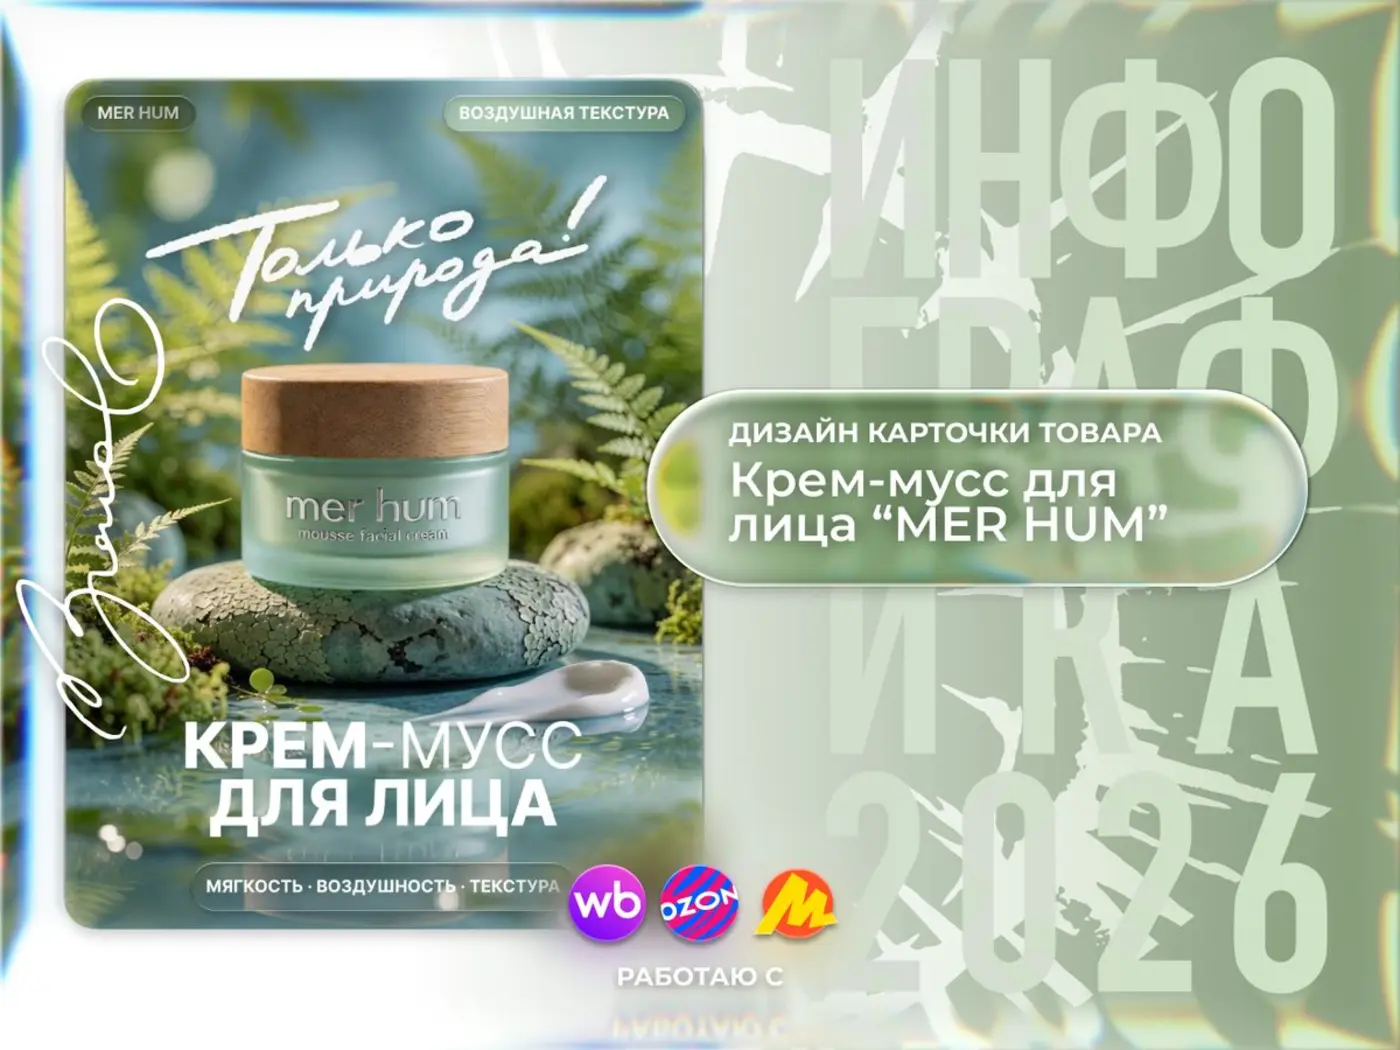 MER HUM
ВОЗДУШНАЯ ТЕКСТУРА
Только
природа!
mer hum
mousse facial cream
КРЕМ-МУСС
ДЛЯ ЛИЦА
МЯГКОСТЬ · ВОЗДУШНОСТЬ · ТЕКСТУРА
wb
OZON
М
РАБОТАЮ С
ДИЗАЙН КАРТОЧКИ ТОВАРА
Крем-мусс для
лица “MER HUM”
ИНФО
ГРАФ
ИКА
2026